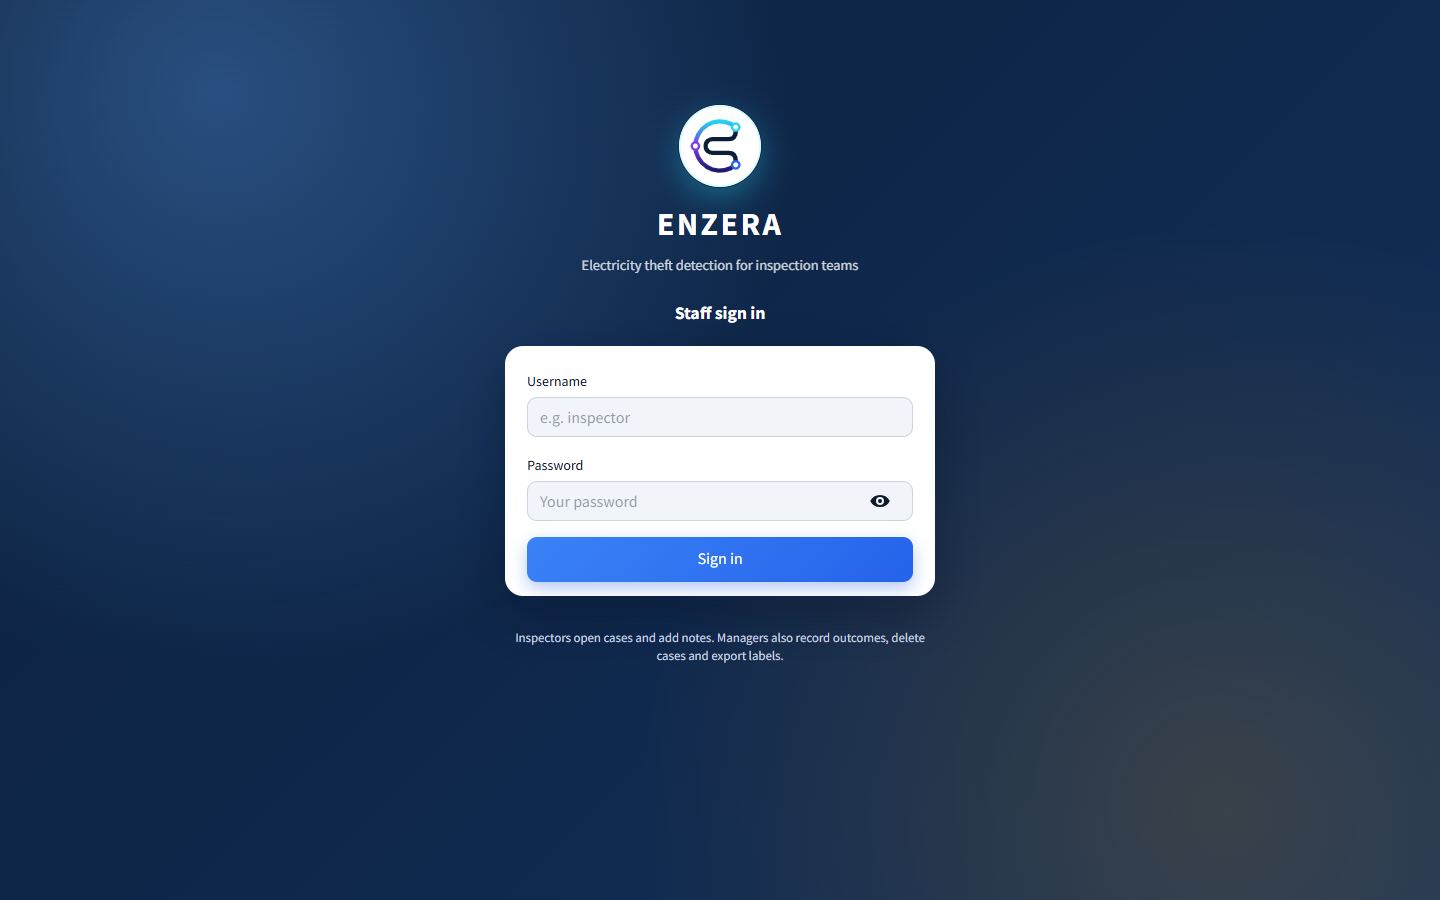 ENZERA
Electricity theft detection for inspection teams
Staff sign in
Username
e.g. inspector
Password
Your password
Sign in
Inspectors open cases and add notes. Managers also record outcomes, delete
cases and export labels.